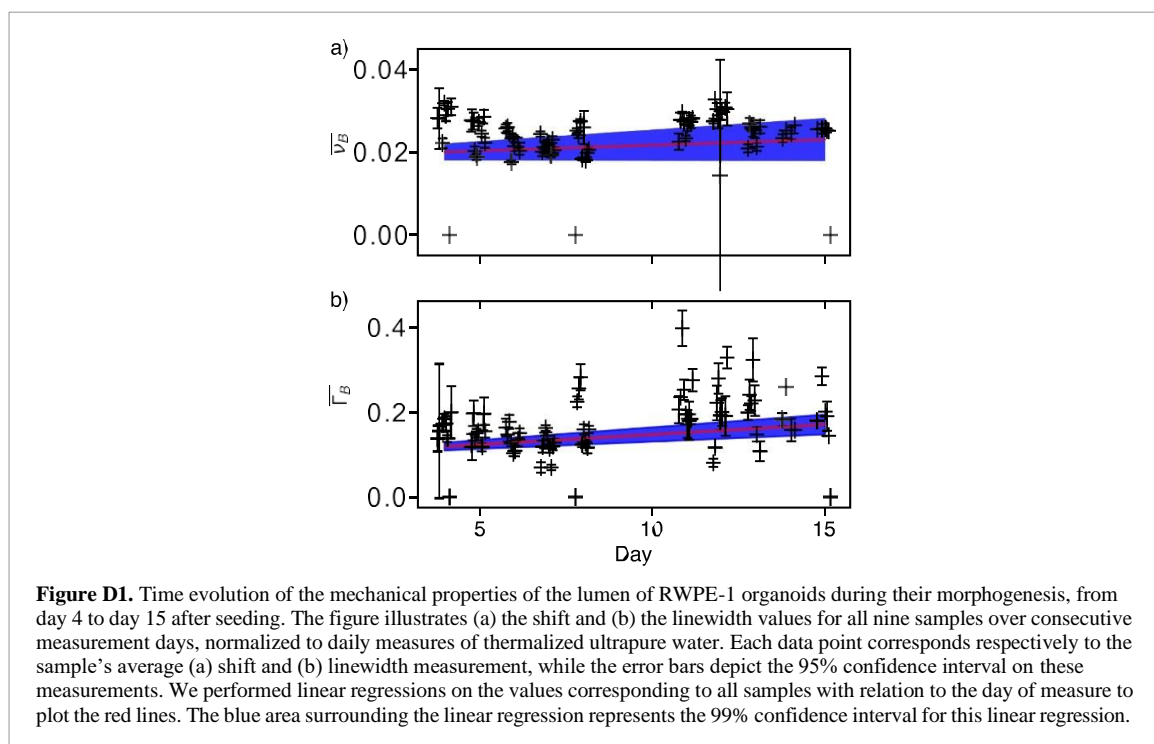 a)
0.04
0.02
0.00
ν_B
b)
0.4
0.2
0.0
Γ_B
5 10 15
Day
Figure D1. Time evolution of the mechanical properties of the lumen of RWPE-1 organoids during their morphogenesis, from
day 4 to day 15 after seeding. The figure illustrates (a) the shift and (b) the linewidth values for all nine samples over consecutive
measurement days, normalized to daily measures of thermalized ultrapure water. Each data point corresponds respectively to the
sample's average (a) shift and (b) linewidth measurement, while the error bars depict the 95% confidence interval on these
measurements. We performed linear regressions on the values corresponding to all samples with relation to the day of measure to
plot the red lines. The blue area surrounding the linear regression represents the 99% confidence interval for this linear regression.